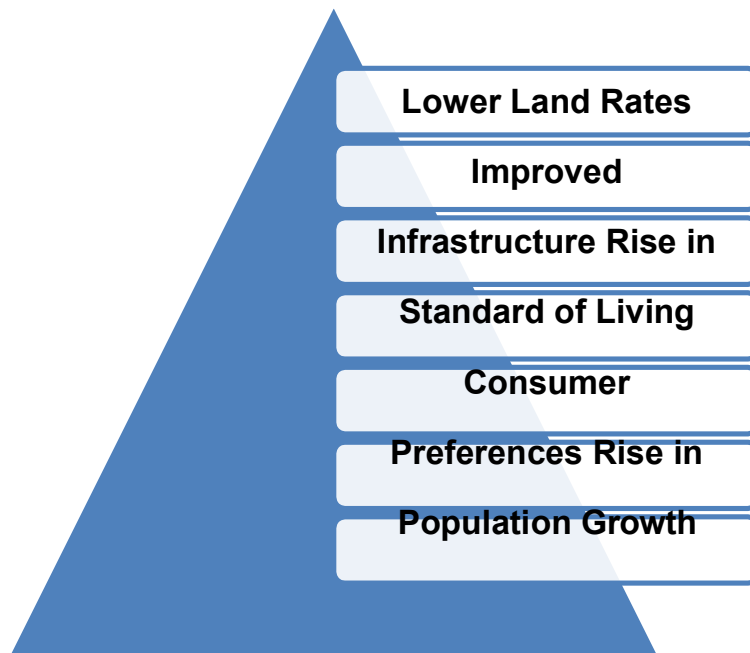 Lower Land Rates
Improved
Infrastructure Rise in
Standard of Living
Consumer
Preferences Rise in
Population Growth